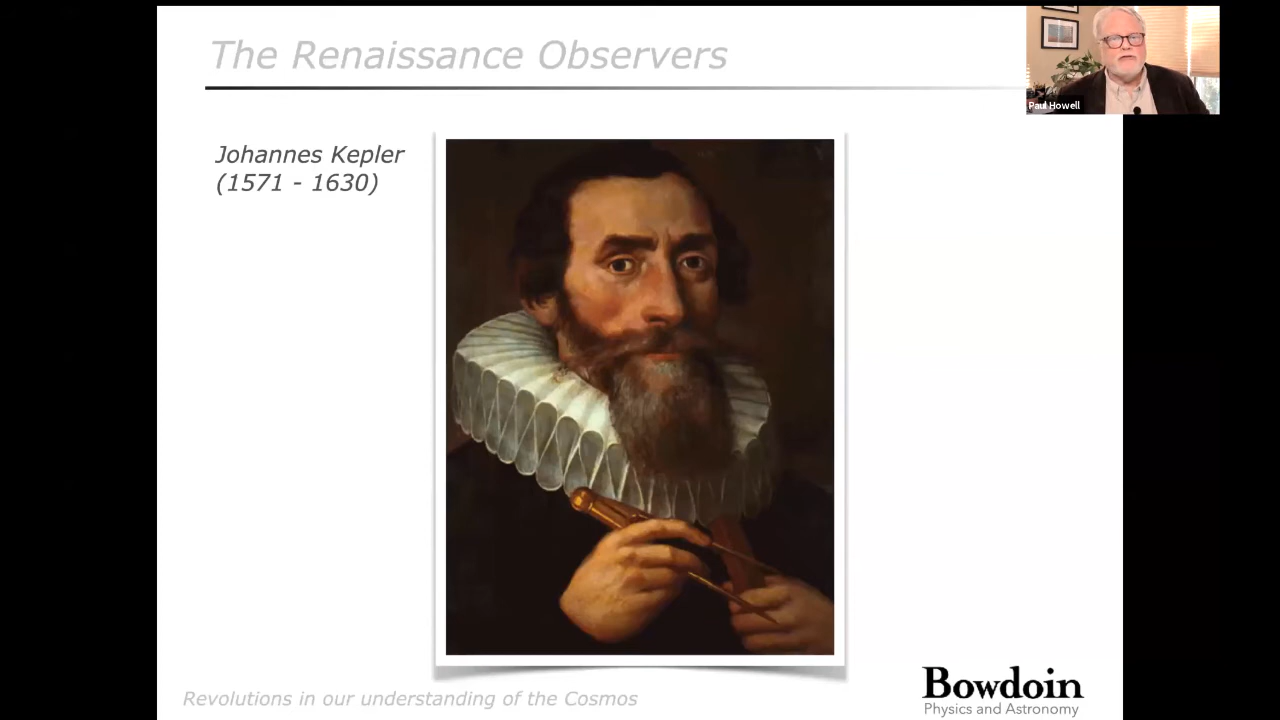 The Renaissance Observers
Paul Howell
Johannes Kepler
(1571 - 1630)
Revolutions in our understanding of the Cosmos
Bowdoin
Physics and Astronomy